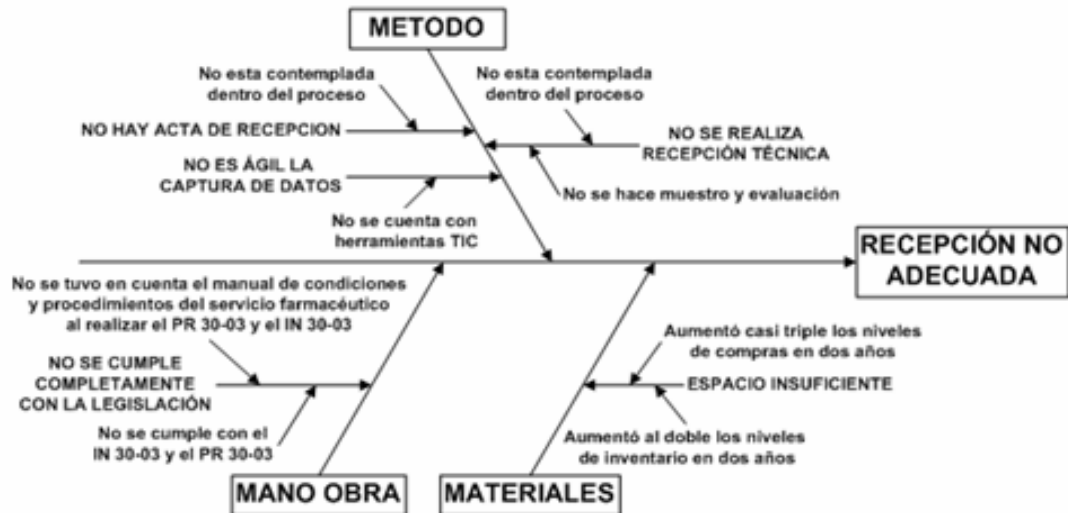 METODO
No esta contemplada
dentro del proceso
No esta contemplada
dentro del proceso
NO HAY ACTA DE RECEPCION
NO SE REALIZA
RECEPCIÓN TÉCNICA
NO ES ÁGIL LA
CAPTURA DE DATOS
No se hace muestro y evaluación
No se cuenta con
herramientas TIC
RECEPCIÓN NO
ADECUADA
No se tuvo en cuenta el manual de condiciones
y procedimientos del servicio farmacéutico
al realizar el PR 30-03 y el IN 30-03
NO SE CUMPLE
COMPLETAMENTE
CON LA LEGISLACIÓN
No se cumple con el
IN 30-03 y el PR 30-03
Aumentó casi triple los niveles
de compras en dos años
ESPACIO INSUFICIENTE
Aumentó al doble los niveles
de inventario en dos años
MANO OBRA
MATERIALES